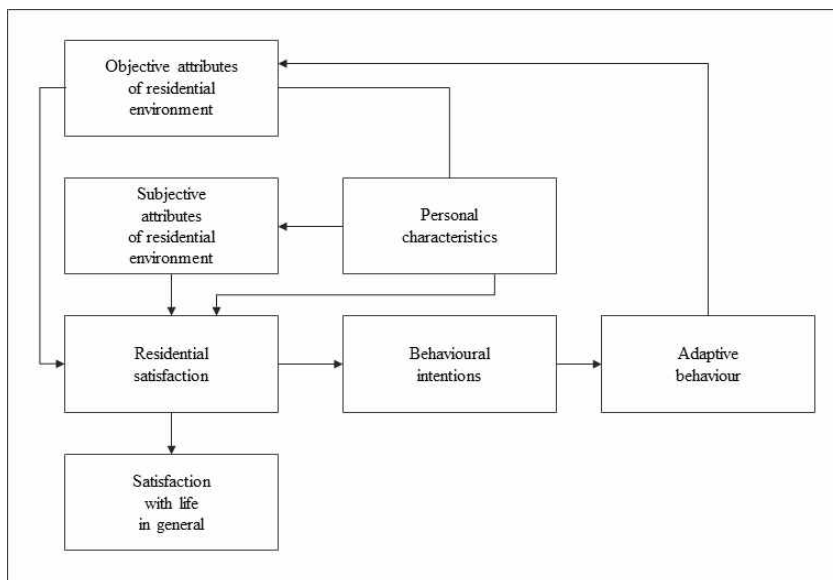 Objective attributes
of residential
environment
Subjective
attributes
of residential
environment
Personal
characteristics
Residential
satisfaction
Behavioural
intentions
Adaptive
behaviour
Satisfaction
with life
in general